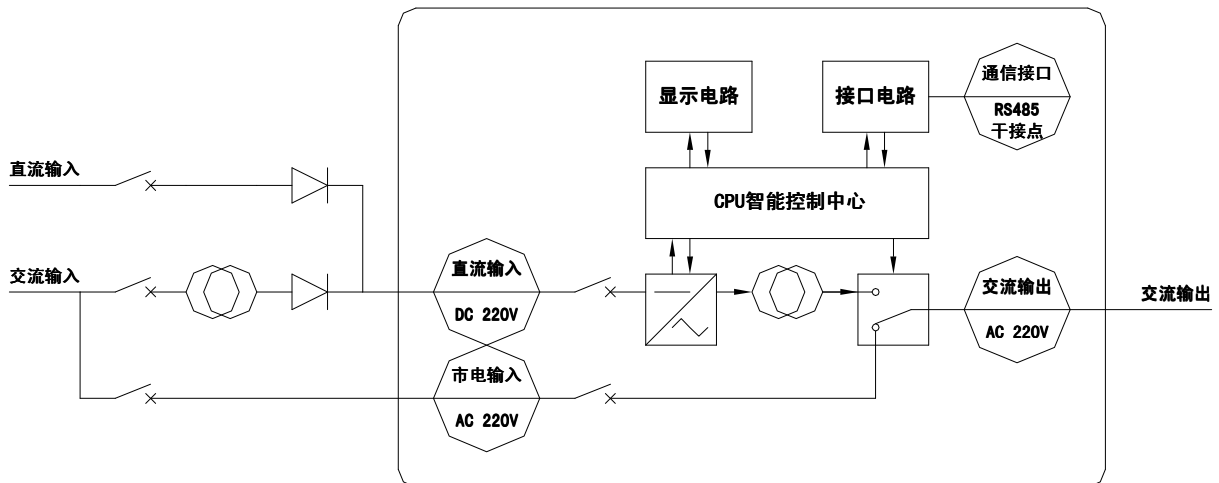 通信接口
显示电路
接口电路
RS485
干接点
直流输入
CPU智能控制中心
交流输入
直流输入
交流输出
交流输出
DC 220V
AC 220V
市电输入
AC 220V